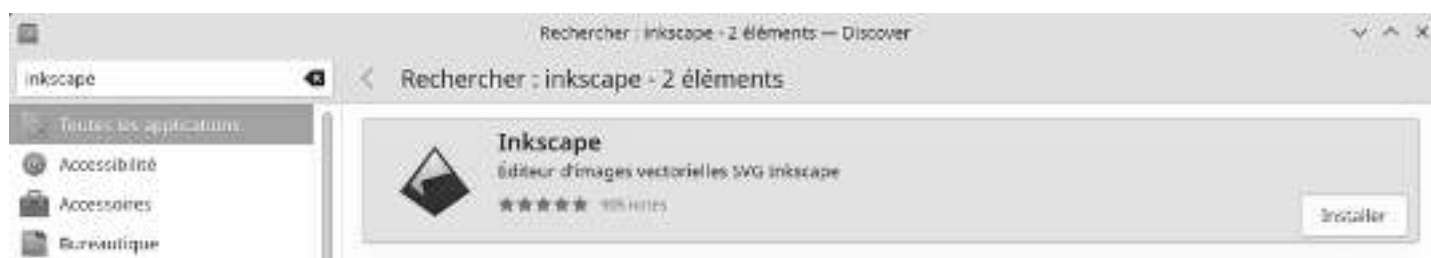 Rechercher : inkscape - 2 éléments — Discover
inkscape
Rechercher : inkscape - 2 éléments
Toutes les applications
Accessibilité
Accessoires
Bureautique
Inkscape
Éditeur d'images vectorielles SVG Inkscape
notes
Installer